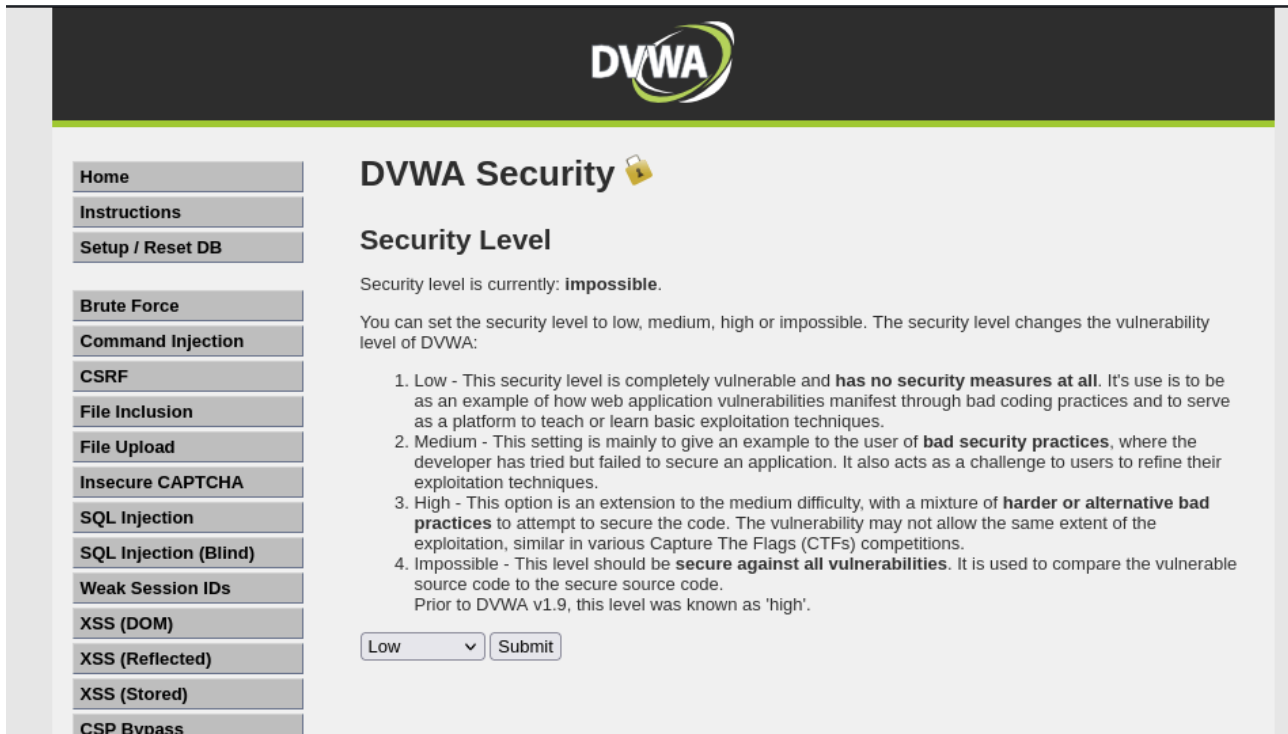 DVWA
Home
Instructions
Setup / Reset DB
Brute Force
Command Injection
CSRF
File Inclusion
File Upload
Insecure CAPTCHA
SQL Injection
SQL Injection (Blind)
Weak Session IDs
XSS (DOM)
XSS (Reflected)
XSS (Stored)
CSP Bypass
DVWA Security
Security Level
Security level is currently: impossible.
You can set the security level to low, medium, high or impossible. The security level changes the vulnerability
level of DVWA:
1. Low - This security level is completely vulnerable and has no security measures at all. It's use is to be
as an example of how web application vulnerabilities manifest through bad coding practices and to serve
as a platform to teach or learn basic exploitation techniques.
2. Medium - This setting is mainly to give an example to the user of bad security practices, where the
developer has tried but failed to secure an application. It also acts as a challenge to users to refine their
exploitation techniques.
3. High - This option is an extension to the medium difficulty, with a mixture of harder or alternative bad
practices to attempt to secure the code. The vulnerability may not allow the same extent of the
exploitation, similar in various Capture The Flags (CTFs) competitions.
4. Impossible - This level should be secure against all vulnerabilities. It is used to compare the vulnerable
source code to the secure source code.
Prior to DVWA v1.9, this level was known as 'high'.
Low Submit